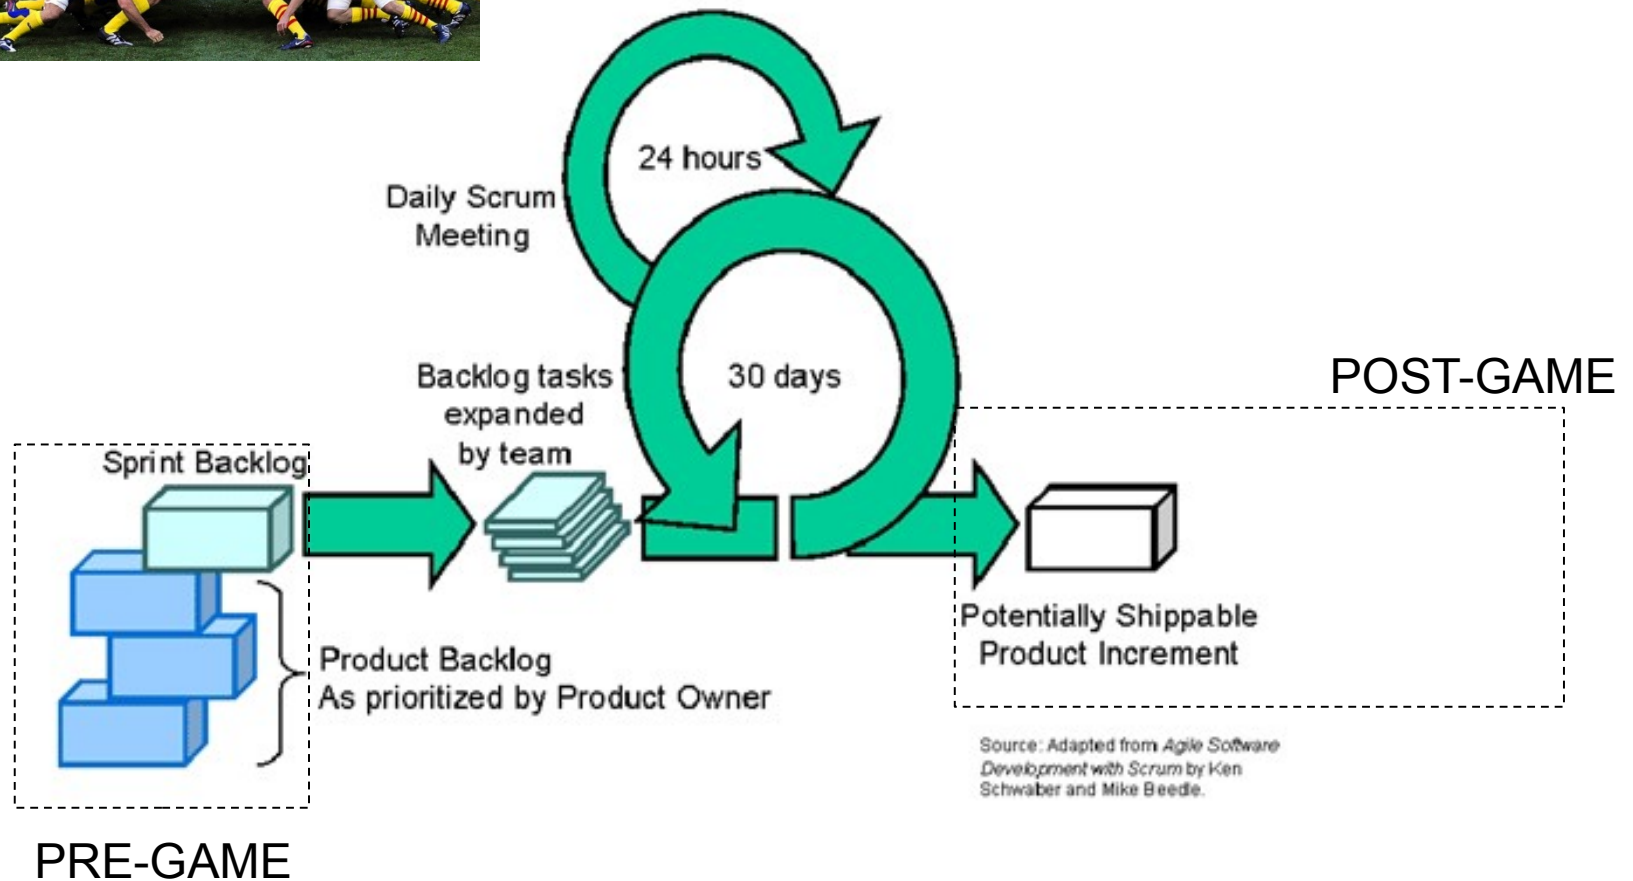 24 hours
Daily Scrum
Meeting
Backlog tasks
expanded
by team
30 days
POST-GAME
Sprint Backlog
Potentially Shippable
Product Increment
Product Backlog
As prioritized by Product Owner
Source: Adapted from Agile Software
Development with Scrum by Ken
Schwaber and Mike Beedle.
PRE-GAME